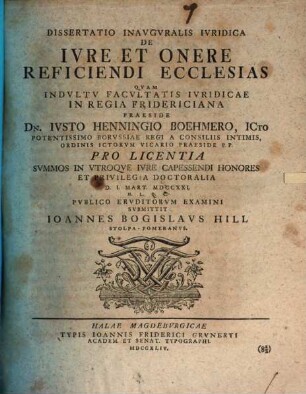 7
DISSERTATIO INAVGVRALIS IVRIDICA
DE
IVRE ET ONERE
REFICIENDI ECCLESIAS
QVAM
INDVLTV FACVLTATIS IVRIDICAE
IN REGIA FRIDERICIANA
PRAESIDE
DN. IVSTO HENNINGIO BOEHMERO, ICTO
POTENTISSIMO BORVSSIAE REGI A CONSILIIS INTIMIS,
ORDINIS ICTORVM VICARIO PRAESIDE P.P.
PRO LICENTIA
SVMMOS IN VTROQVE IVRE CAPESSENDI HONORES
ET PRIVILEGIA DOCTORALIA
D. I. MART. MDCCXXI.
H. L. Q. C.
PVBLICO ERVDITORVM EXAMINI
SVBMITTIT
IOANNES BOGISLAVS HILL
STOLPA-POMERANVS.
HALAE MAGDEBVRGICAE
TYPIS IOANNIS FRIDERICI GRVNERTI
ACADEM. ET SENAT. TYPOGRAPHI
MDCCXLIV.